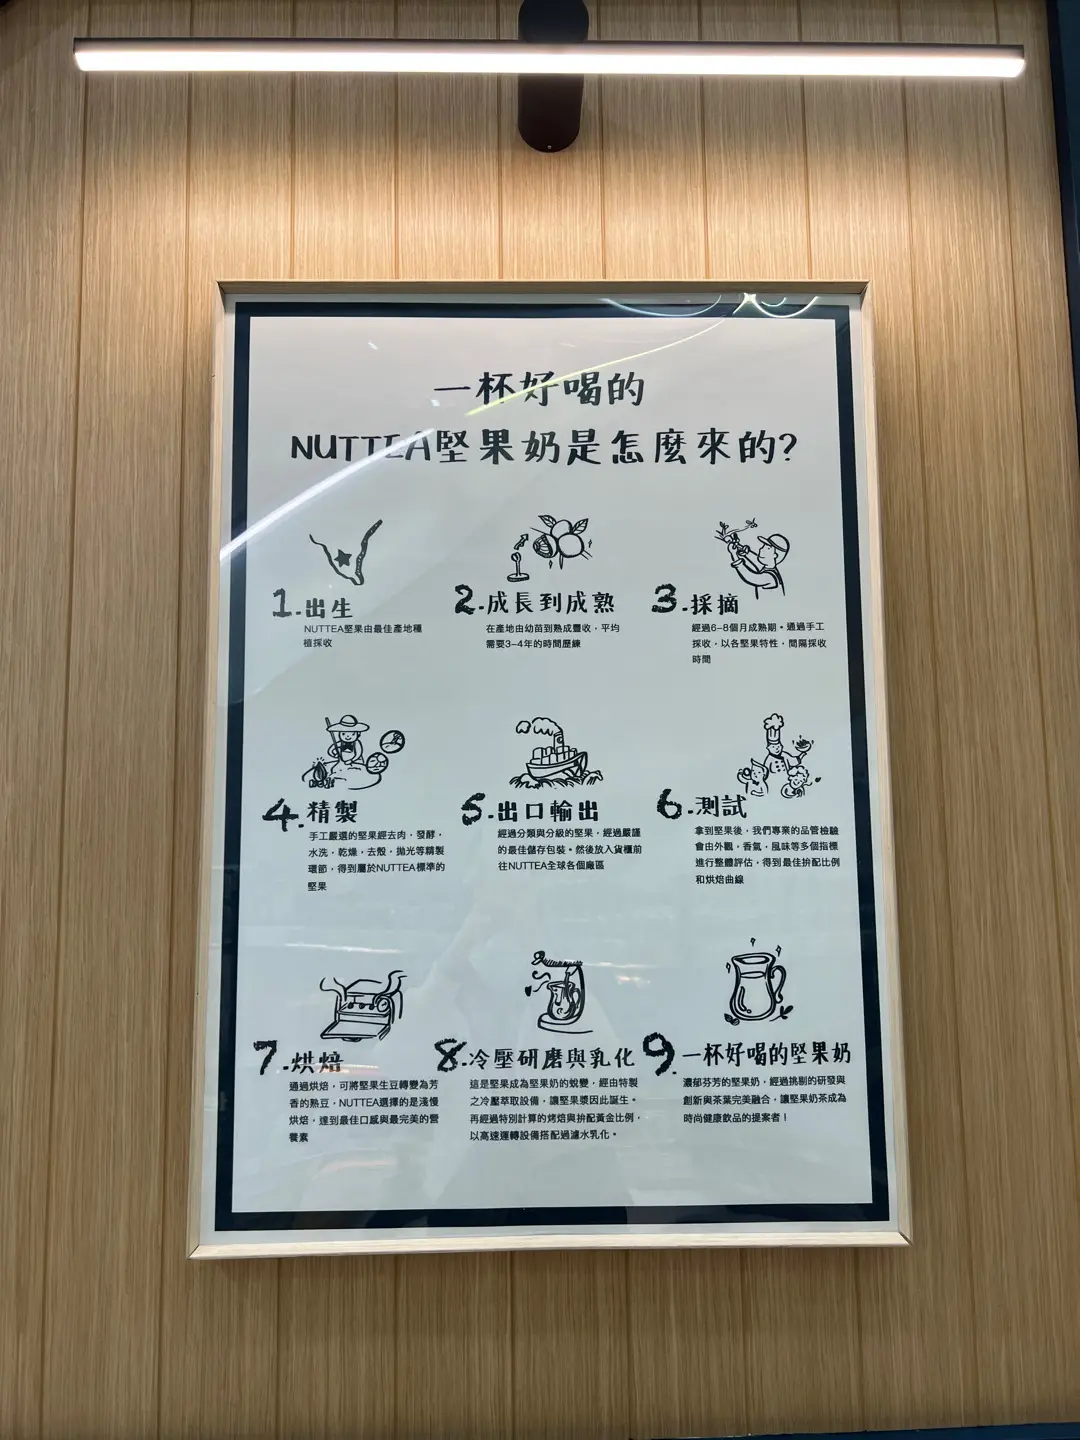 一杯好喝的
NUTTEA堅果奶是怎麼來的?
1.出生
NUTTEA堅果由最佳產地種
植採收
2.成長到成熟
在產地由幼苗到熟成豐收，平均
需要3-4年的時間歷練
3.採摘
經過6-8個月成熟期。通過手工
採收，以各堅果特性，間隔採收
時間
4.精製
手工嚴選的堅果經去肉，發酵，
水洗，乾燥，去殼，拋光等精製
環節，得到屬於NUTTEA標準的
堅果
5.出口輸出
經過分類與分級的堅果，經過嚴謹
的最佳儲存包裝。然後放入貨櫃前
往NUTTEA全球各個廠區
6.測試
拿到堅果後，我們專業的品管檢驗
會由外觀，香氣，風味等多個指標
進行整體評估，得到最佳拚配比例
和烘焙曲線
7.烘焙
通過烘焙，可將堅果生豆轉變為芳
香的熟豆，NUTTEA選擇的是淺慢
烘焙，達到最佳口感與最完美的營
養素
8.冷壓研磨與乳化
這是堅果成為堅果奶的蛻變，經由特製
之冷壓萃取設備，讓堅果漿因此誕生。
再經過特別計算的烤焙與拚配黃金比例，
以高速運轉設備搭配過濾水乳化。
9.一杯好喝的堅果奶
濃郁芬芳的堅果奶，經過挑剔的研發與
創新與茶葉完美融合，讓堅果奶茶成為
時尚健康飲品的提案者！